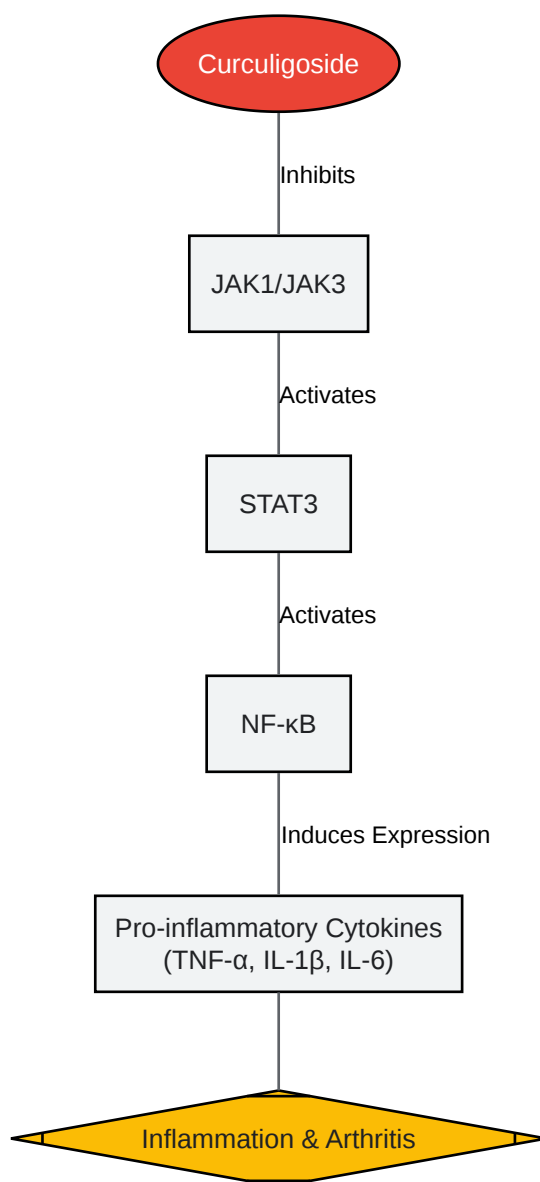 Curculigoside
Inhibits
JAK1/JAK3
Activates
STAT3
Activates
NF-κB
Induces Expression
Pro-inflammatory Cytokines
(TNF-α, IL-1β, IL-6)
Inflammation & Arthritis